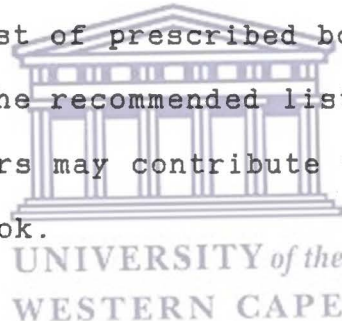 st of prescribed bo
he recommended list
rs may contribute
ok.
UNIVERSITY of the
WESTERN CAPE